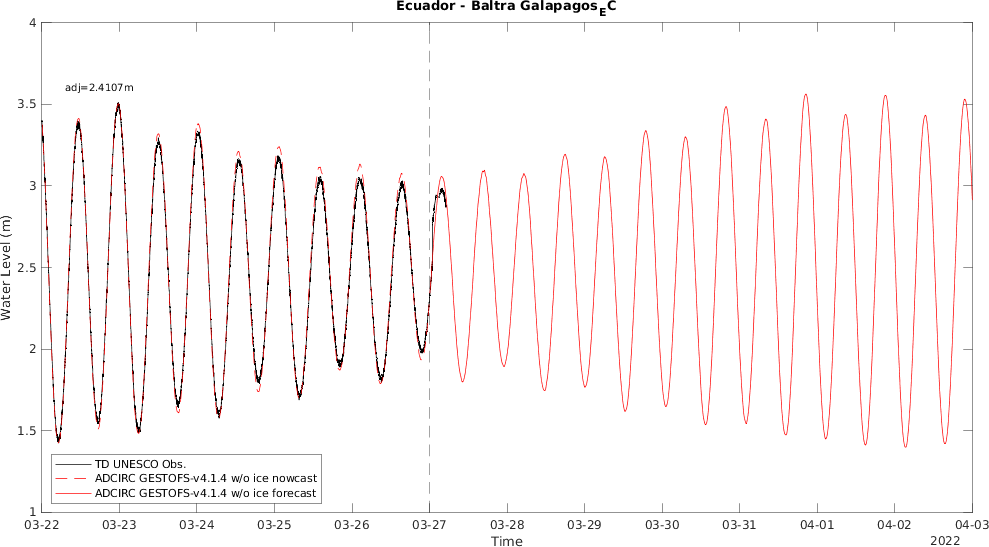 Ecuador - Baltra Galapagos_EC
adj=2.4107m
4
3.5
3
2.5
2
1.5
1
Water Level (m)
TD UNESCO Obs.
ADCIRC GESTOFS-v4.1.4 w/o ice nowcast
ADCIRC GESTOFS-v4.1.4 w/o ice forecast
03-22 03-23 03-24 03-25 03-26 03-27 03-28 03-29 03-30 03-31 04-01 04-02 04-03
Time
2022